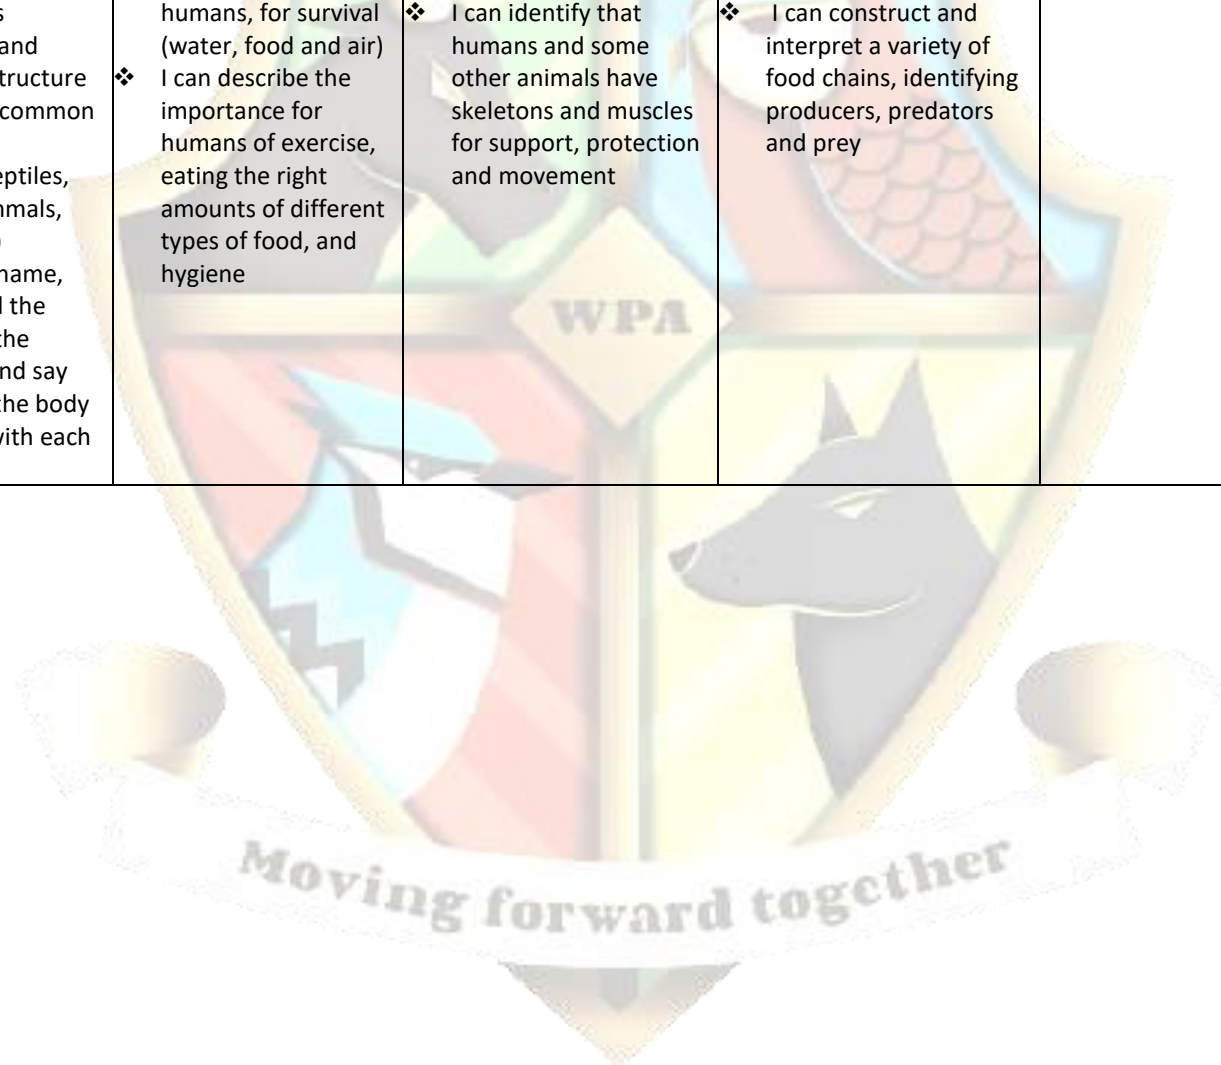 s
and
tructure
common
eptiles,
nmals,
)
name,
l the
the
nd say
the body
with each
humans, for survival
(water, food and air)
❖ I can describe the
importance for
humans of exercise,
eating the right
amounts of different
types of food, and
hygiene
❖ I can identify that
humans and some
other animals have
skeletons and muscles
for support, protection
and movement
❖ I can construct and
interpret a variety of
food chains, identifying
producers, predators
and prey
WPA
Moving forward together